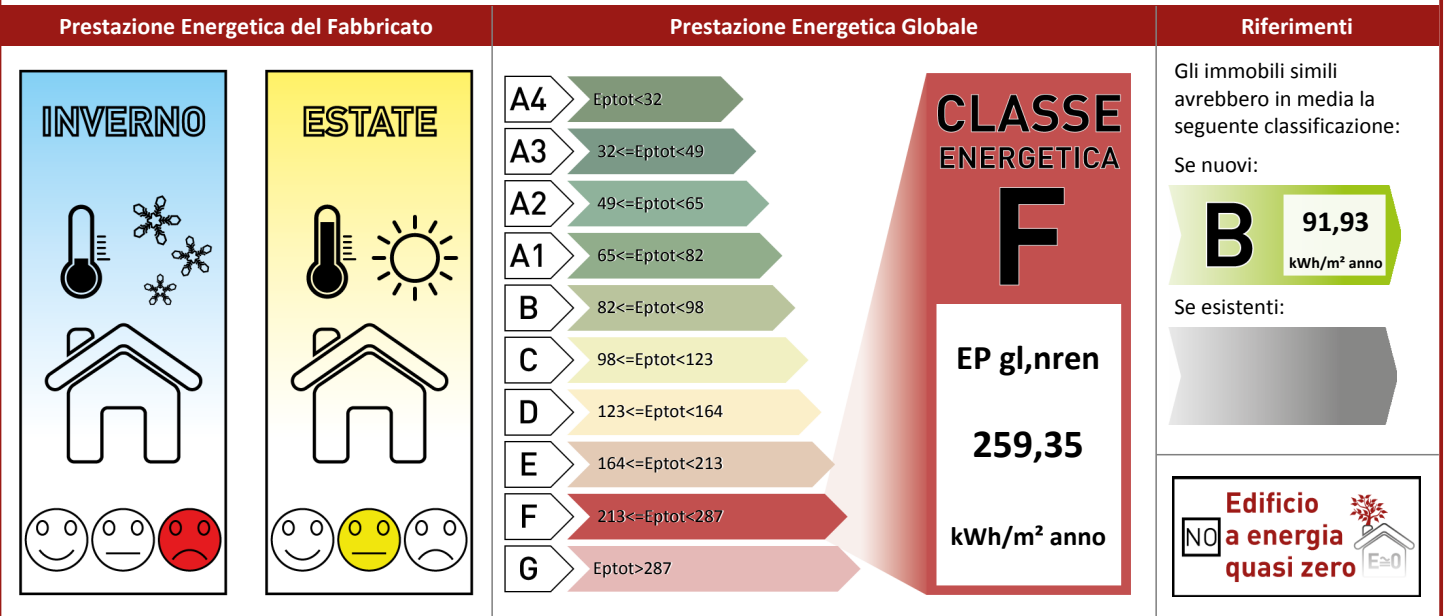 Prestazione Energetica del Fabbricato
Prestazione Energetica Globale
Riferimenti
INVERNO
ESTATE
A4
Eptot<32
A3
32<=Eptot<49
A2
49<=Eptot<65
A1
65<=Eptot<82
B
82<=Eptot<98
C
98<=Eptot<123
D
123<=Eptot<164
E
164<=Eptot<213
F
213<=Eptot<287
G
Eptot>287
CLASSE
ENERGETICA
F
EP gl,nren
259,35
kWh/m² anno
Gli immobili simili
avrebbero in media la
seguente classificazione:
Se nuovi:
B
91,93
kWh/m² anno
Se esistenti:
NO
Edificio
a energia
quasi zero
E≅0